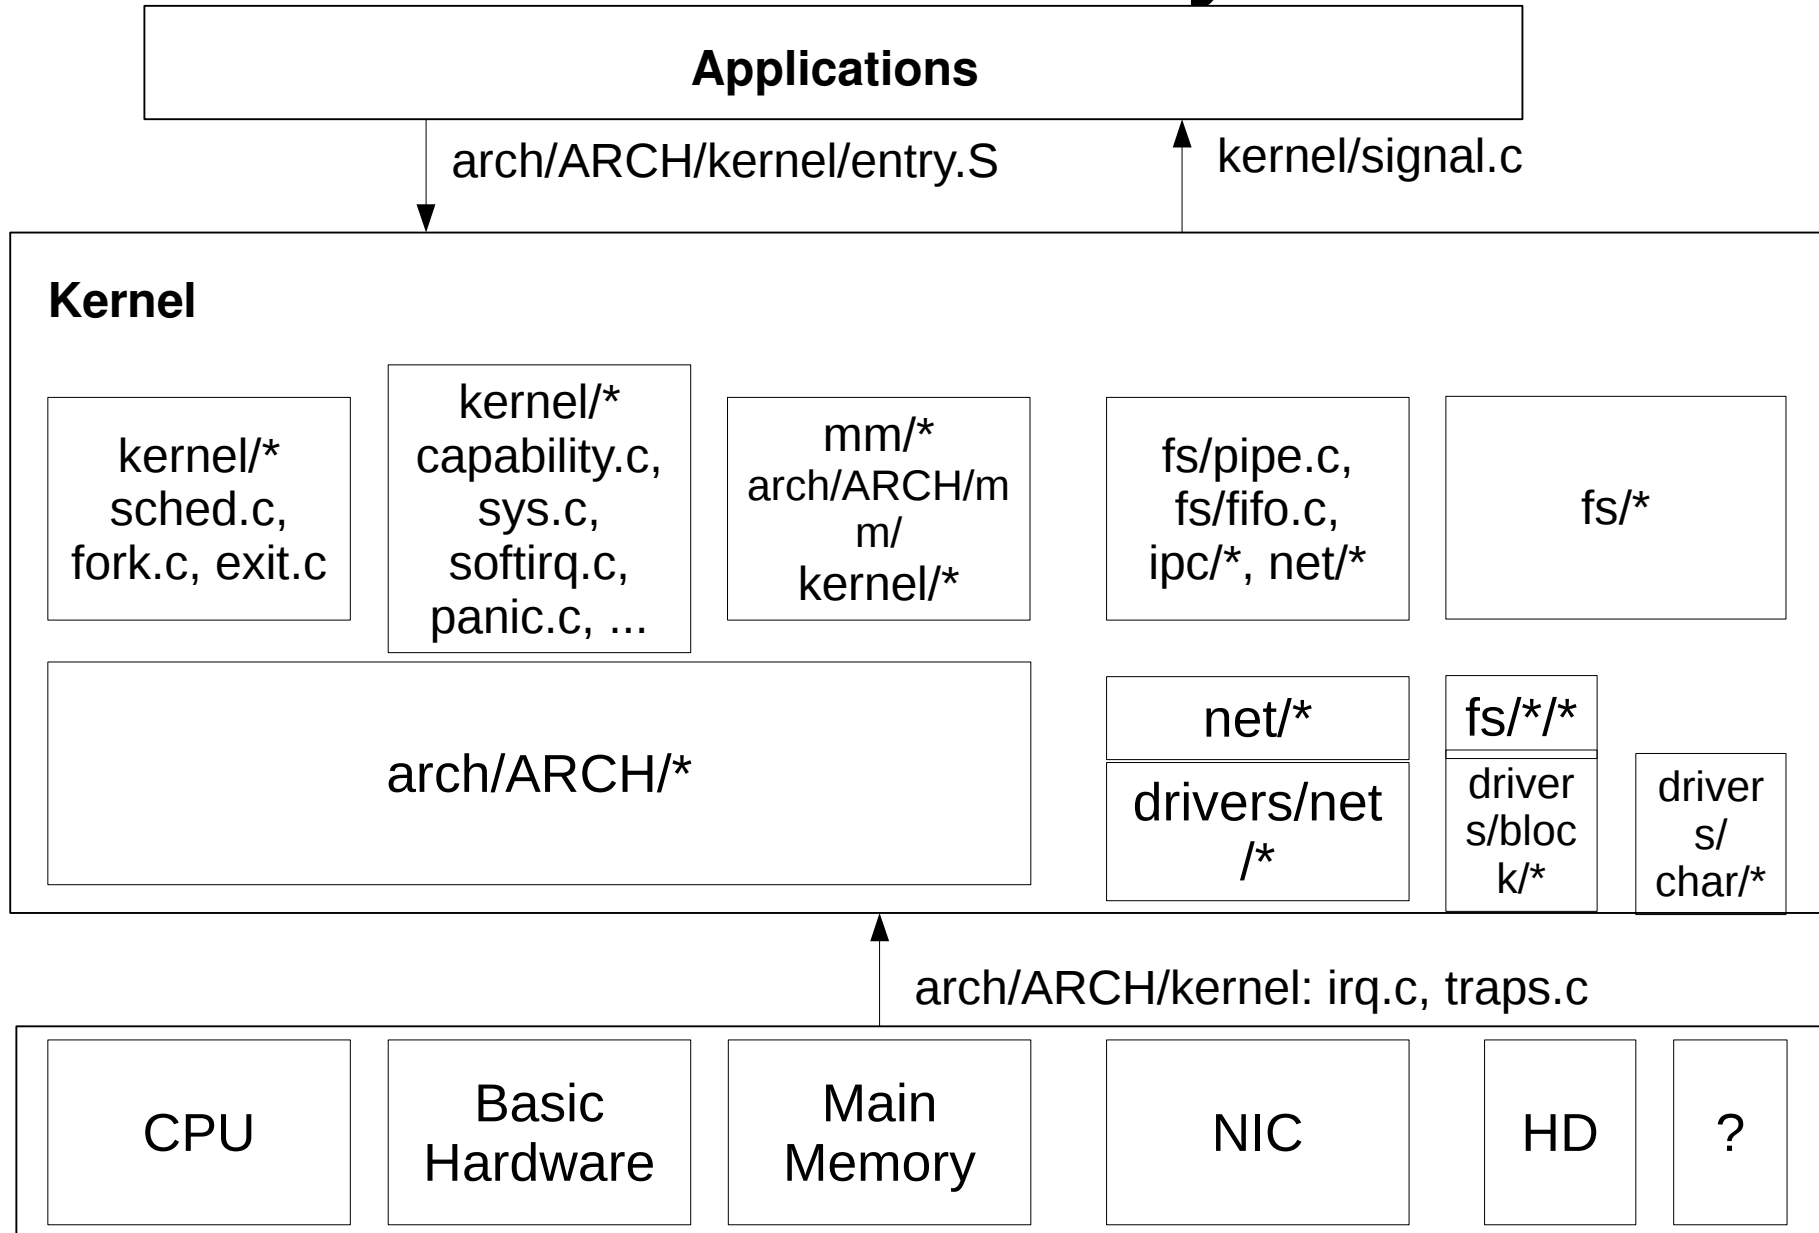 Applications
arch/ARCH/kernel/entry.S
kernel/signal.c
Kernel
kernel/*
sched.c,
fork.c, exit.c
kernel/*
capability.c,
sys.c,
softirq.c,
panic.c, ...
mm/*
arch/ARCH/m
m/
kernel/*
fs/pipe.c,
fs/fifo.c,
ipc/*, net/*
fs/*
arch/ARCH/*
net/*
drivers/net
/*
fs/*/*
driver
s/bloc
k/*
driver
s/
char/*
arch/ARCH/kernel: irq.c, traps.c
CPU
Basic
Hardware
Main
Memory
NIC
HD
?